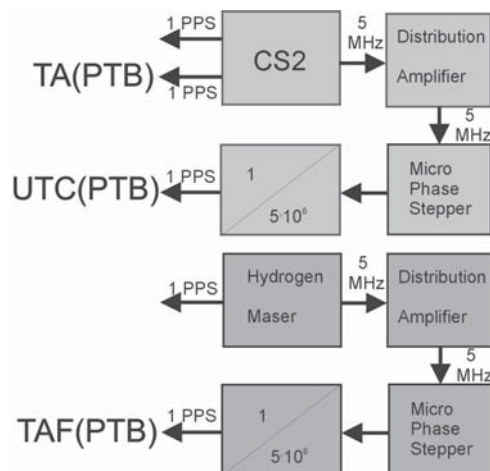 1 PPS
5
MHz
CS2
Distribution
Amplifier
TA(PTB)
1 PPS
5
MHz
UTC(PTB)
1 PPS
1
5·10⁶
Micro
Phase
Stepper
1 PPS
Hydrogen
Maser
5
MHz
Distribution
Amplifier
5
MHz
TAF(PTB)
1 PPS
1
5·10⁶
Micro
Phase
Stepper